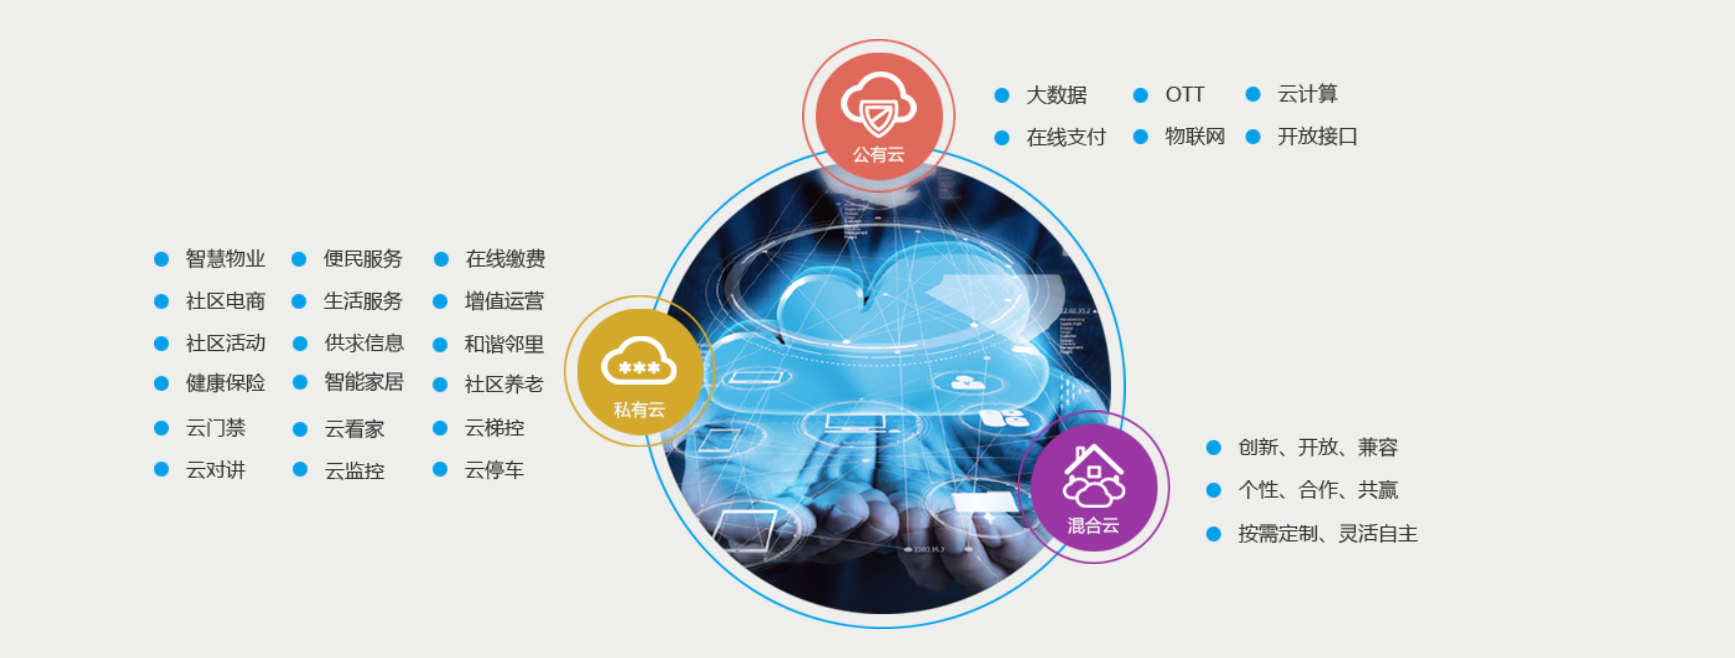 公有云
大数据 OTT 云计算
在线支付 物联网 开放接口
智慧物业 便民服务 在线缴费
社区电商 生活服务 增值运营
社区活动 供求信息 和谐邻里
健康保险 智能家居 社区养老
云门禁 云看家 云梯控
云对讲 云监控 云停车
私有云
混合云
创新、开放、兼容
个性、合作、共赢
按需定制、灵活自主